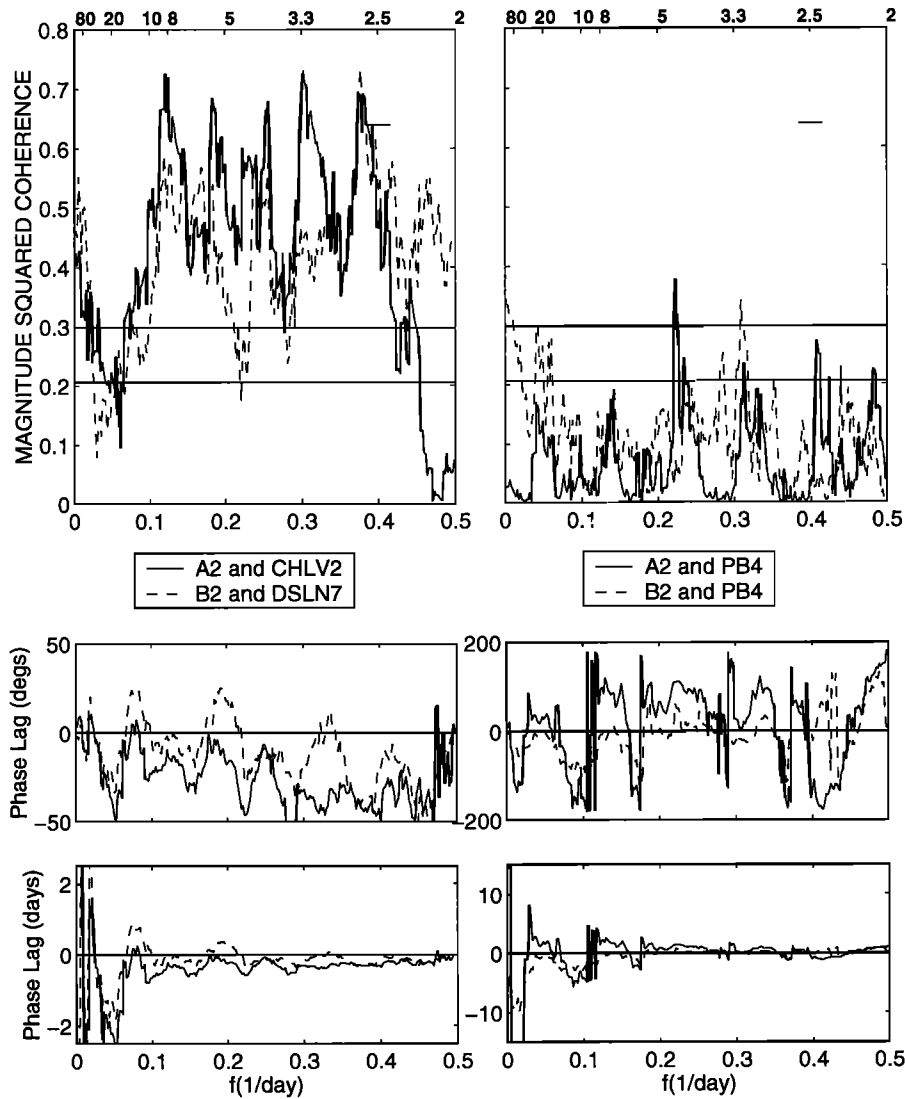 80 20 10 8 5 3.3 2.5 2
0.8
0.7
0.6
0.5
0.4
0.3
0.2
0.1
0
MAGNITUDE SQUARED COHERENCE
0 0.1 0.2 0.3 0.4 0.5
80 20 10 8 5 3.3 2.5 2
0 0.1 0.2 0.3 0.4 0.5
A2 and CHLV2
B2 and DSLN7
A2 and PB4
B2 and PB4
50
0
−50
Phase Lag (degs)
200
0
−200
2
0
−2
Phase Lag (days)
0 0.1 0.2 0.3 0.4 0.5
f(1/day)
10
0
−10
0 0.1 0.2 0.3 0.4 0.5
f(1/day)